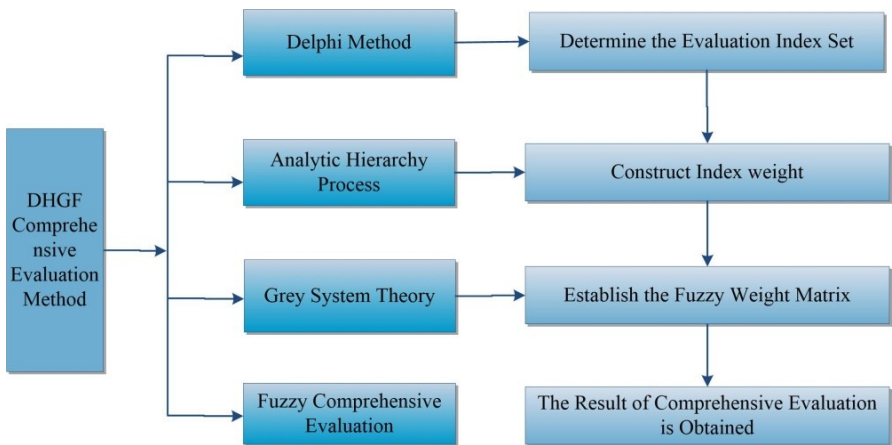 Delphi Method
Determine the Evaluation Index Set
Analytic Hierarchy
Process
Construct Index weight
DHGF
Comprehe
nsive
Evaluation
Method
Grey System Theory
Establish the Fuzzy Weight Matrix
Fuzzy Comprehensive
Evaluation
The Result of Comprehensive Evaluation
is Obtained